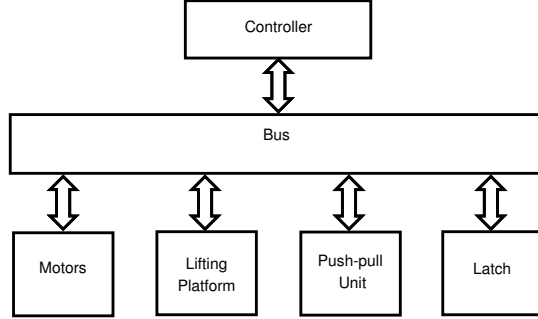 Controller
Bus
Motors
Lifting
Platform
Push-pull
Unit
Latch